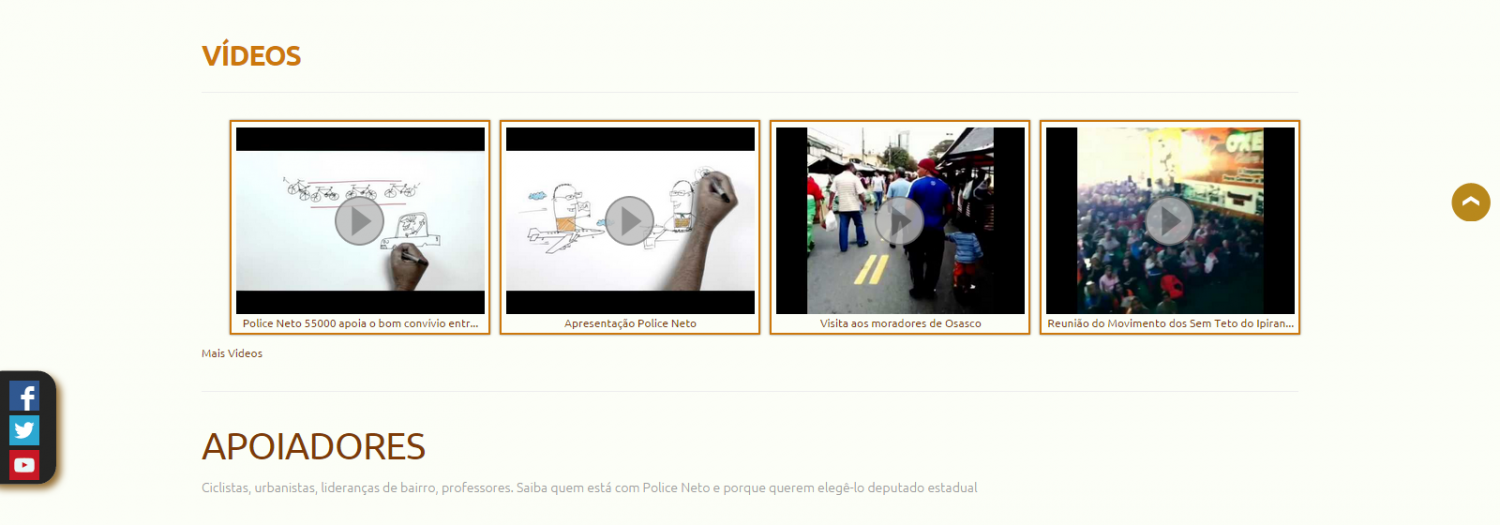 VÍDEOS
Police Neto 55000 apoia o bom convívio entr...
Apresentação Police Neto
Visita aos moradores de Osasco
Reunião do Movimento dos Sem Teto do Ipiran...
Mais Vídeos
APOIADORES
Ciclistas, urbanistas, lideranças de bairro, professores. Saiba quem está com Police Neto e porque querem elegê-lo deputado estadual